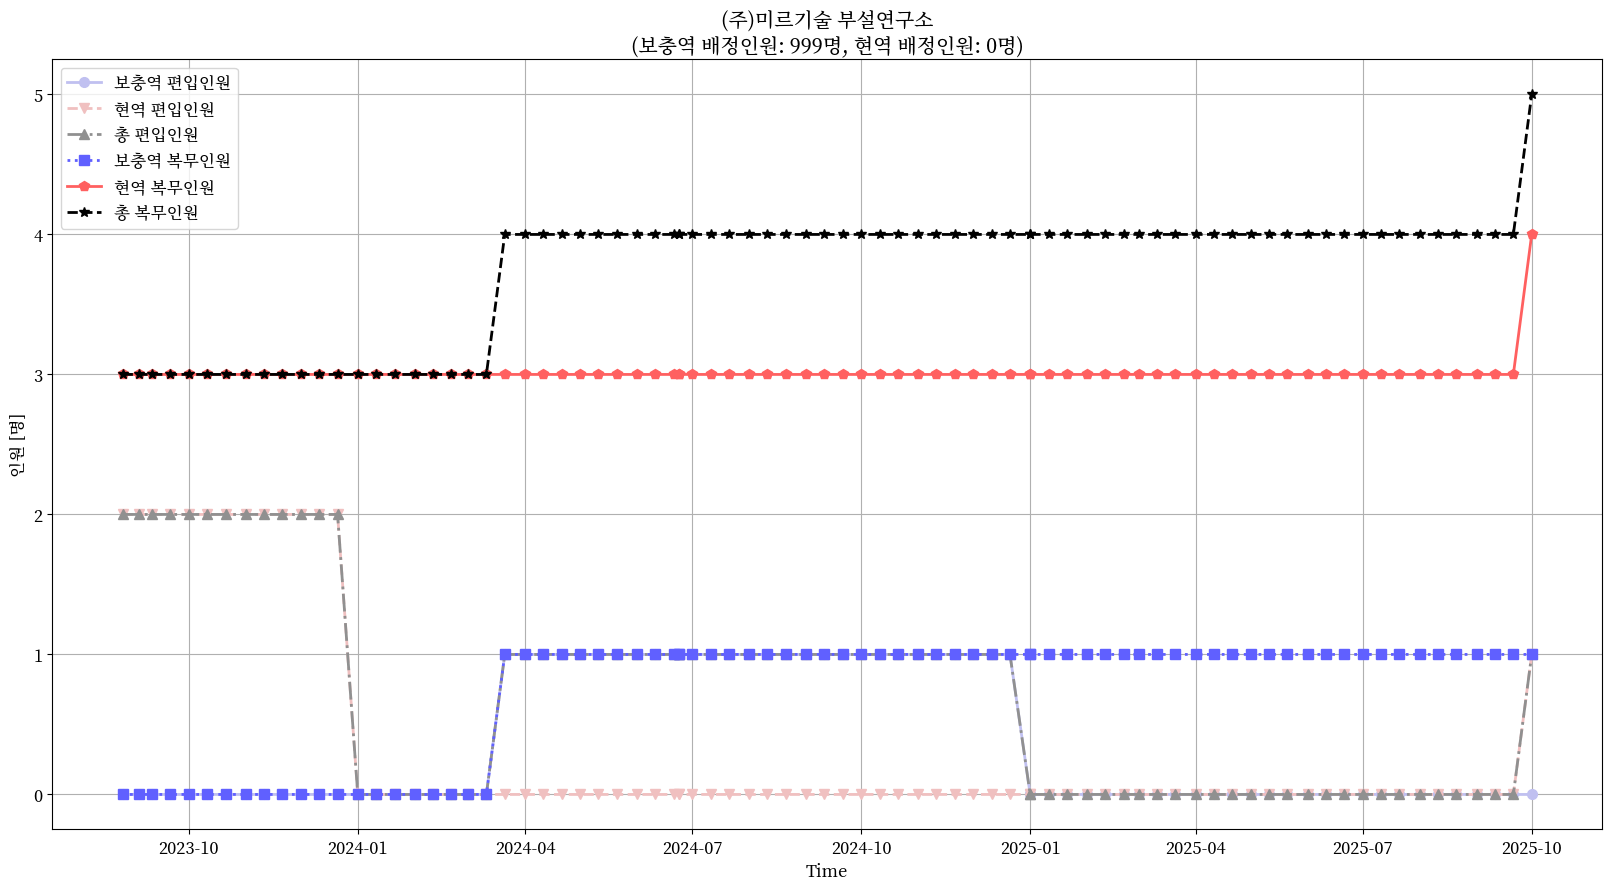 (주)미르기술 부설연구소
(보충역 배정인원: 999명, 현역 배정인원: 0명)
보충역 편입인원
현역 편입인원
총 편입인원
보충역 복무인원
현역 복무인원
총 복무인원
5
4
3
2
1
0
인원 [명]
2023-10
2024-01
2024-04
2024-07
2024-10
2025-01
2025-04
2025-07
2025-10
Time